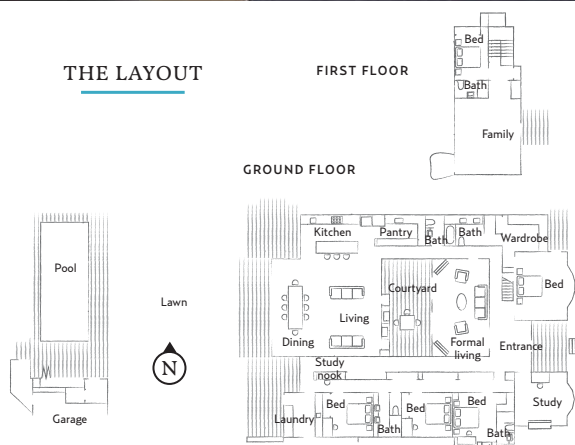 THE LAYOUT
FIRST FLOOR
Bed
Bath
Family
GROUND FLOOR
Kitchen
Pantry
Bath
Bath
Wardrobe
Pool
Courtyard
Bed
Lawn
Living
Dining
Formal
living
Entrance
N
Study
nook
Garage
Laundry
Bed
Bath
Bed
Bed
Bath
Study